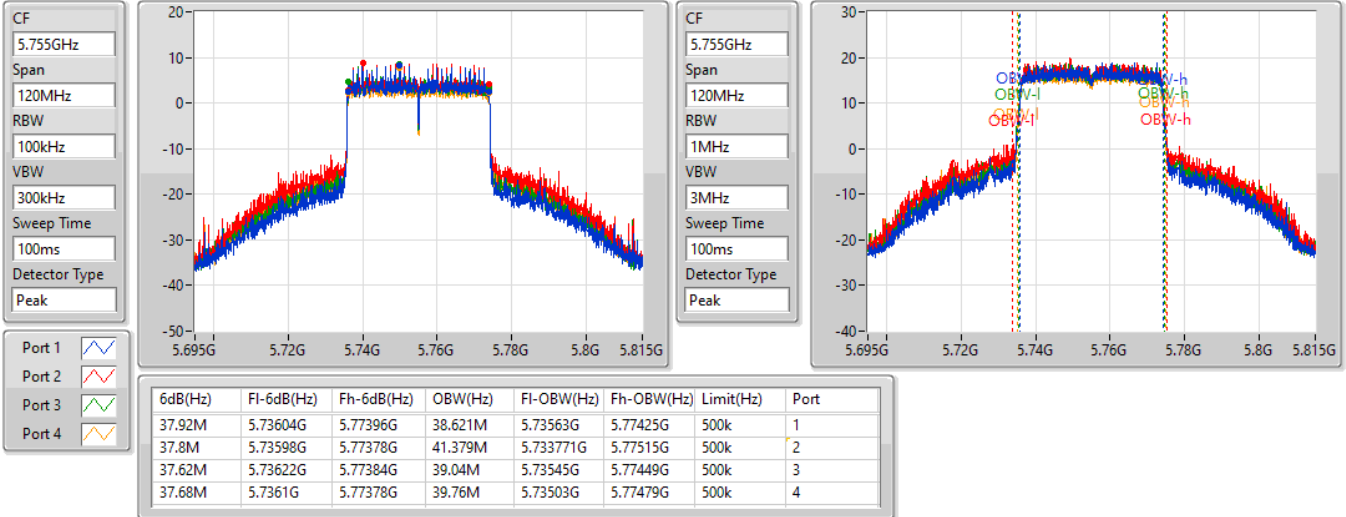 CF
5.755GHz
Span
120MHz
RBW
100kHz
VBW
300kHz
Sweep Time
100ms
Detector Type
Peak
20
10
0
-10
-20
-30
-40
-50
5.695G 5.72G 5.74G 5.76G 5.78G 5.8G 5.815G
CF
5.755GHz
Span
120MHz
RBW
1MHz
VBW
3MHz
Sweep Time
100ms
Detector Type
Peak
30
20
10
0
-10
-20
-30
-40
OBW-l
OBW-l
OBW-h
OBW-h
5.695G 5.72G 5.74G 5.76G 5.78G 5.8G 5.815G
Port 1
Port 2
Port 3
Port 4
6dB(Hz) Fl-6dB(Hz) Fh-6dB(Hz) OBW(Hz) Fl-OBW(Hz) Fh-OBW(Hz) Limit(Hz) Port
37.92M 5.73604G 5.77396G 38.621M 5.73563G 5.77425G 500k 1
37.8M 5.73598G 5.77378G 41.379M 5.733771G 5.77515G 500k 2
37.62M 5.73622G 5.77384G 39.04M 5.73545G 5.77449G 500k 3
37.68M 5.7361G 5.77378G 39.76M 5.73503G 5.77479G 500k 4